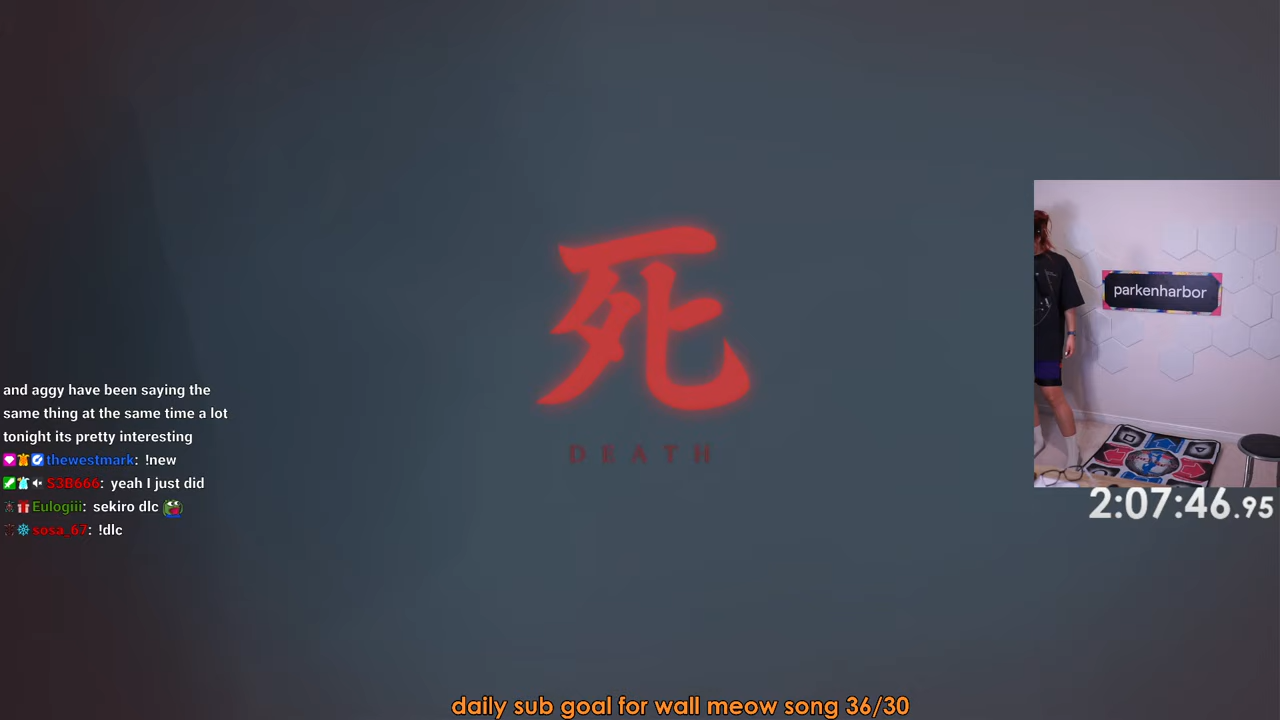 死
DEATH
parkenharbor
and aggy have been saying the
same thing at the same time a lot
tonight its pretty interesting
thewestmark: !new
S3B666: yeah I just did
Eulogiii: sekiro dlc
sosa_67: !dlc
2:07:46.95
daily sub goal for wall meow song 36/30